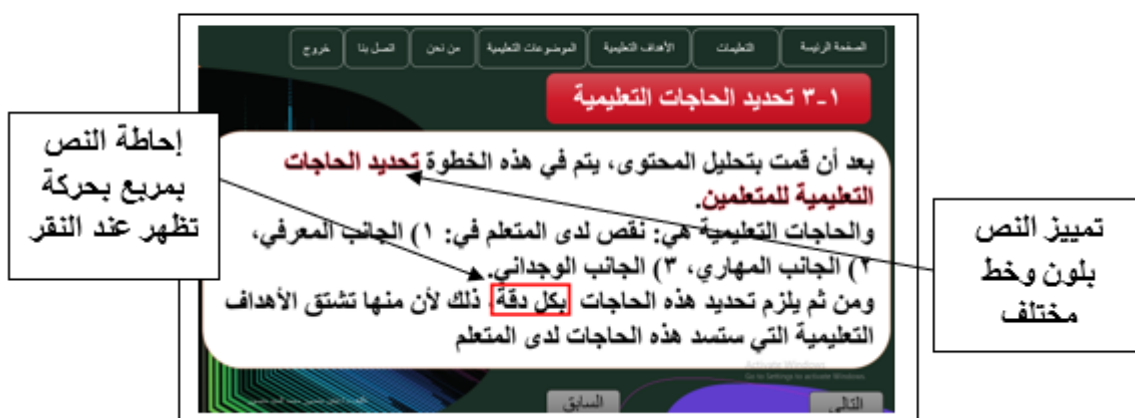 الصفحة الرئيسة
التعليمات
الأهداف التعليمية
الموضوعات التعليمية
من نحن
اتصل بنا
خروج
٣-١ تحديد الحاجات التعليمية
بعد أن قمت بتحليل المحتوى، يتم في هذه الخطوة تحديد الحاجات
التعليمية للمتعلمين.
والحاجات التعليمية هي: نقص لدى المتعلم في: ١) الجانب المعرفي،
٢) الجانب المهاري، ٣) الجانب الوجداني.
ومن ثم يلزم تحديد هذه الحاجات بكل دقة، ذلك لأن منها تشتق الأهداف
التعليمية التي ستسد هذه الحاجات لدى المتعلم
Activate Windows
Go to Settings to activate Windows.
التالي
السابق
إحاطة النص
بمربع بحركة
تظهر عند النقر
تمييز النص
بلون وخط
مختلف